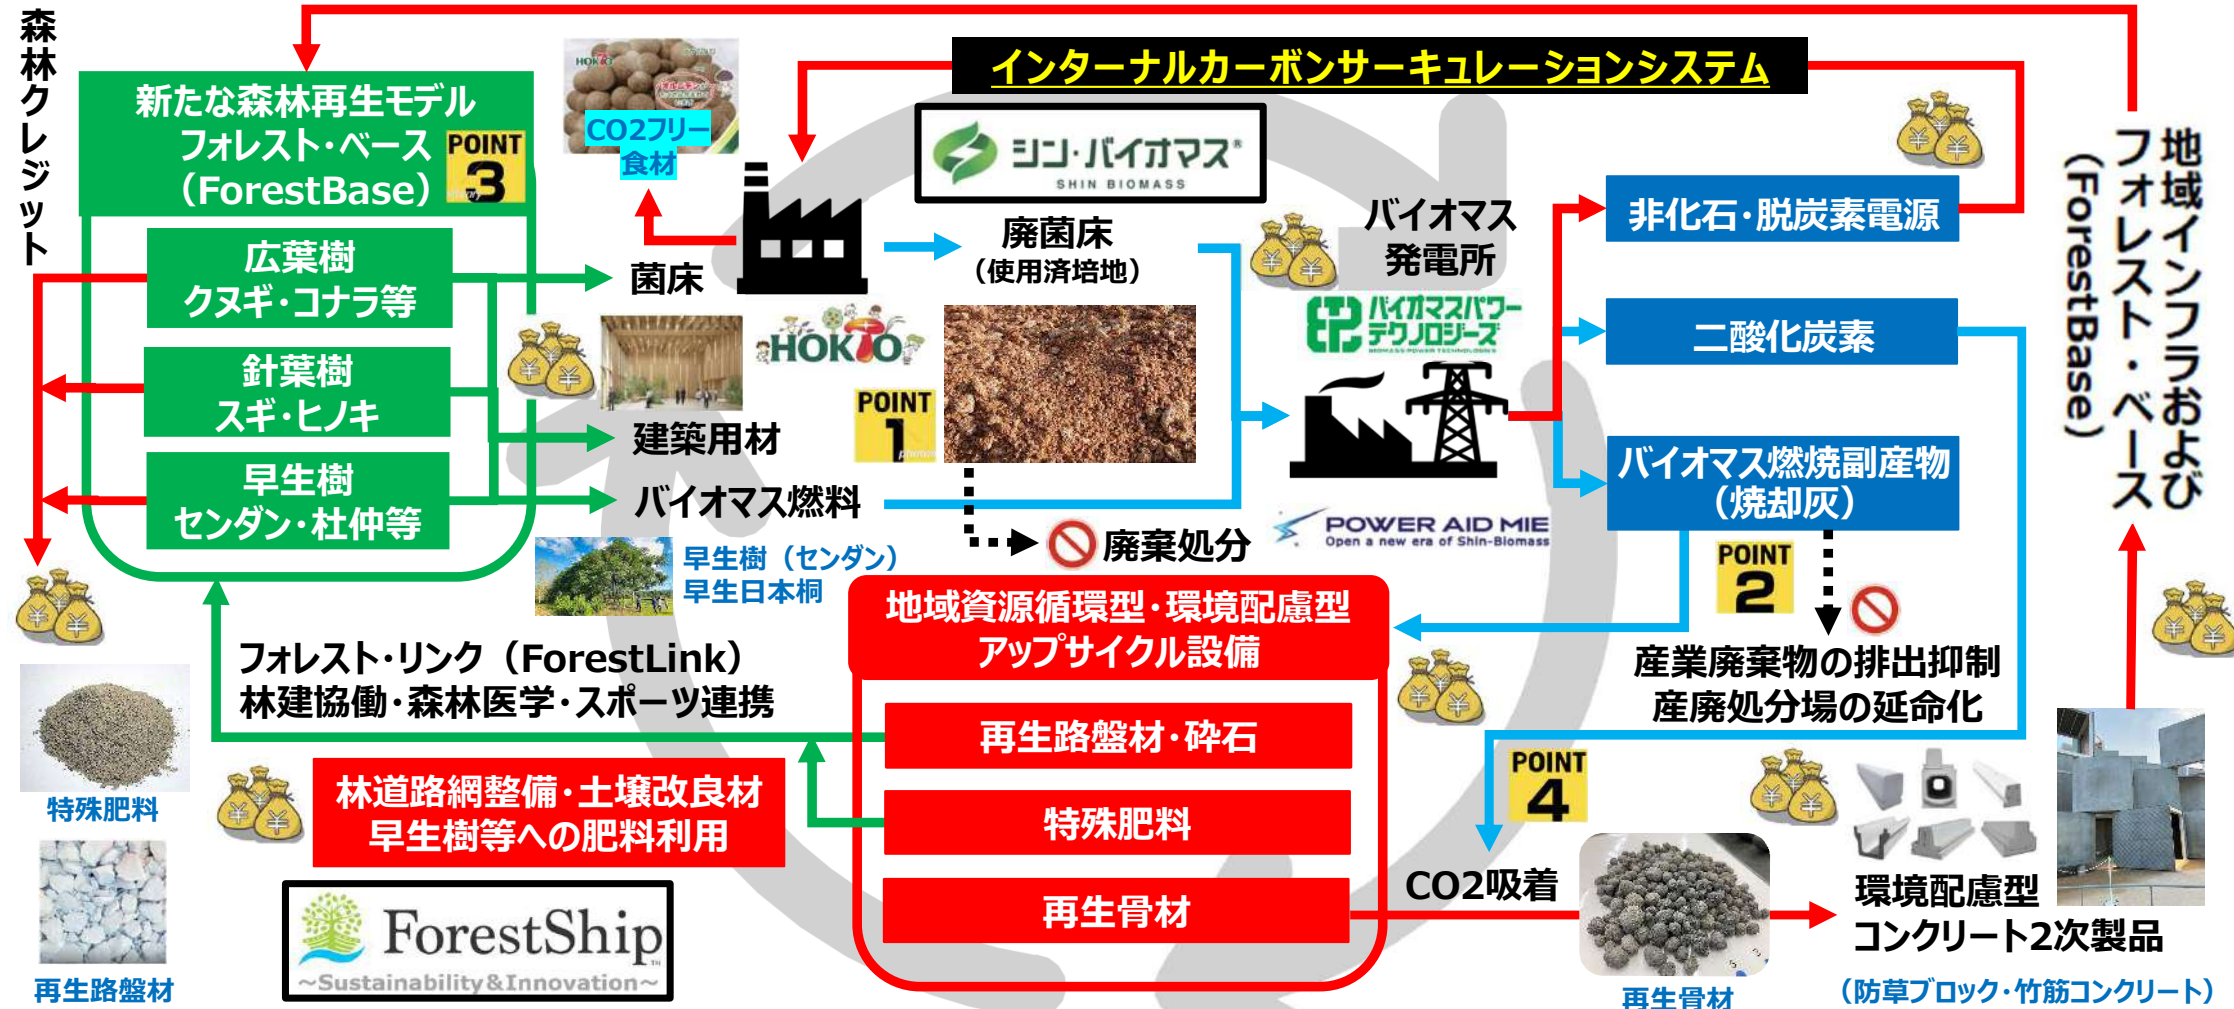 森林クレジット
インターナルカーボンサーキュレーションシステム
新たな森林再生モデル
フォレスト・ベース
（ForestBase）
POINT
3
広葉樹
クヌギ・コナラ等
針葉樹
スギ・ヒノキ
早生樹
センダン・杜仲等
HOKTO
CO2フリー
食材
菌床
HOKTO
建築用材
バイオマス燃料
早生樹（センダン）
早生日本桐
シン・バイオマス®
SHIN BIOMASS
廃菌床
（使用済培地）
POINT
1
廃棄処分
バイオマス
発電所
バイオマスパワー
テクノロジーズ
BIOMASS POWER TECHNOLOGIES
POWER AID MIE
Open a new era of Shin-Biomass
非化石・脱炭素電源
二酸化炭素
バイオマス燃焼副産物
（焼却灰）
POINT
2
産業廃棄物の排出抑制
産廃処分場の延命化
地域インフラおよび
フォレスト・ベース
（ForestBase）
フォレスト・リンク（ForestLink）
林建協働・森林医学・スポーツ連携
地域資源循環型・環境配慮型
アップサイクル設備
再生路盤材・砕石
特殊肥料
再生骨材
林道路網整備・土壌改良材
早生樹等への肥料利用
特殊肥料
再生路盤材
ForestShip™
～Sustainability&Innovation～
POINT
4
CO2吸着
再生骨材
環境配慮型
コンクリート2次製品
（防草ブロック・竹筋コンクリート）